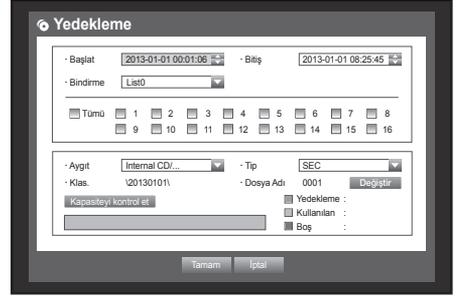 Yedekleme
· Başlat 2013-01-01 00:01:06 · Bitiş 2013-01-01 08:25:45
· Bindirme List0
Tümü 1 2 3 4 5 6 7 8
9 10 11 12 13 14 15 16
· Aygıt Internal CD/... · Tip SEC
· Klas. \20130101\ · Dosya Adı 0001 Değiştir
Kapasiteyi kontrol et Yedekleme :
Kullanılan :
Boş :
Tamam İptal